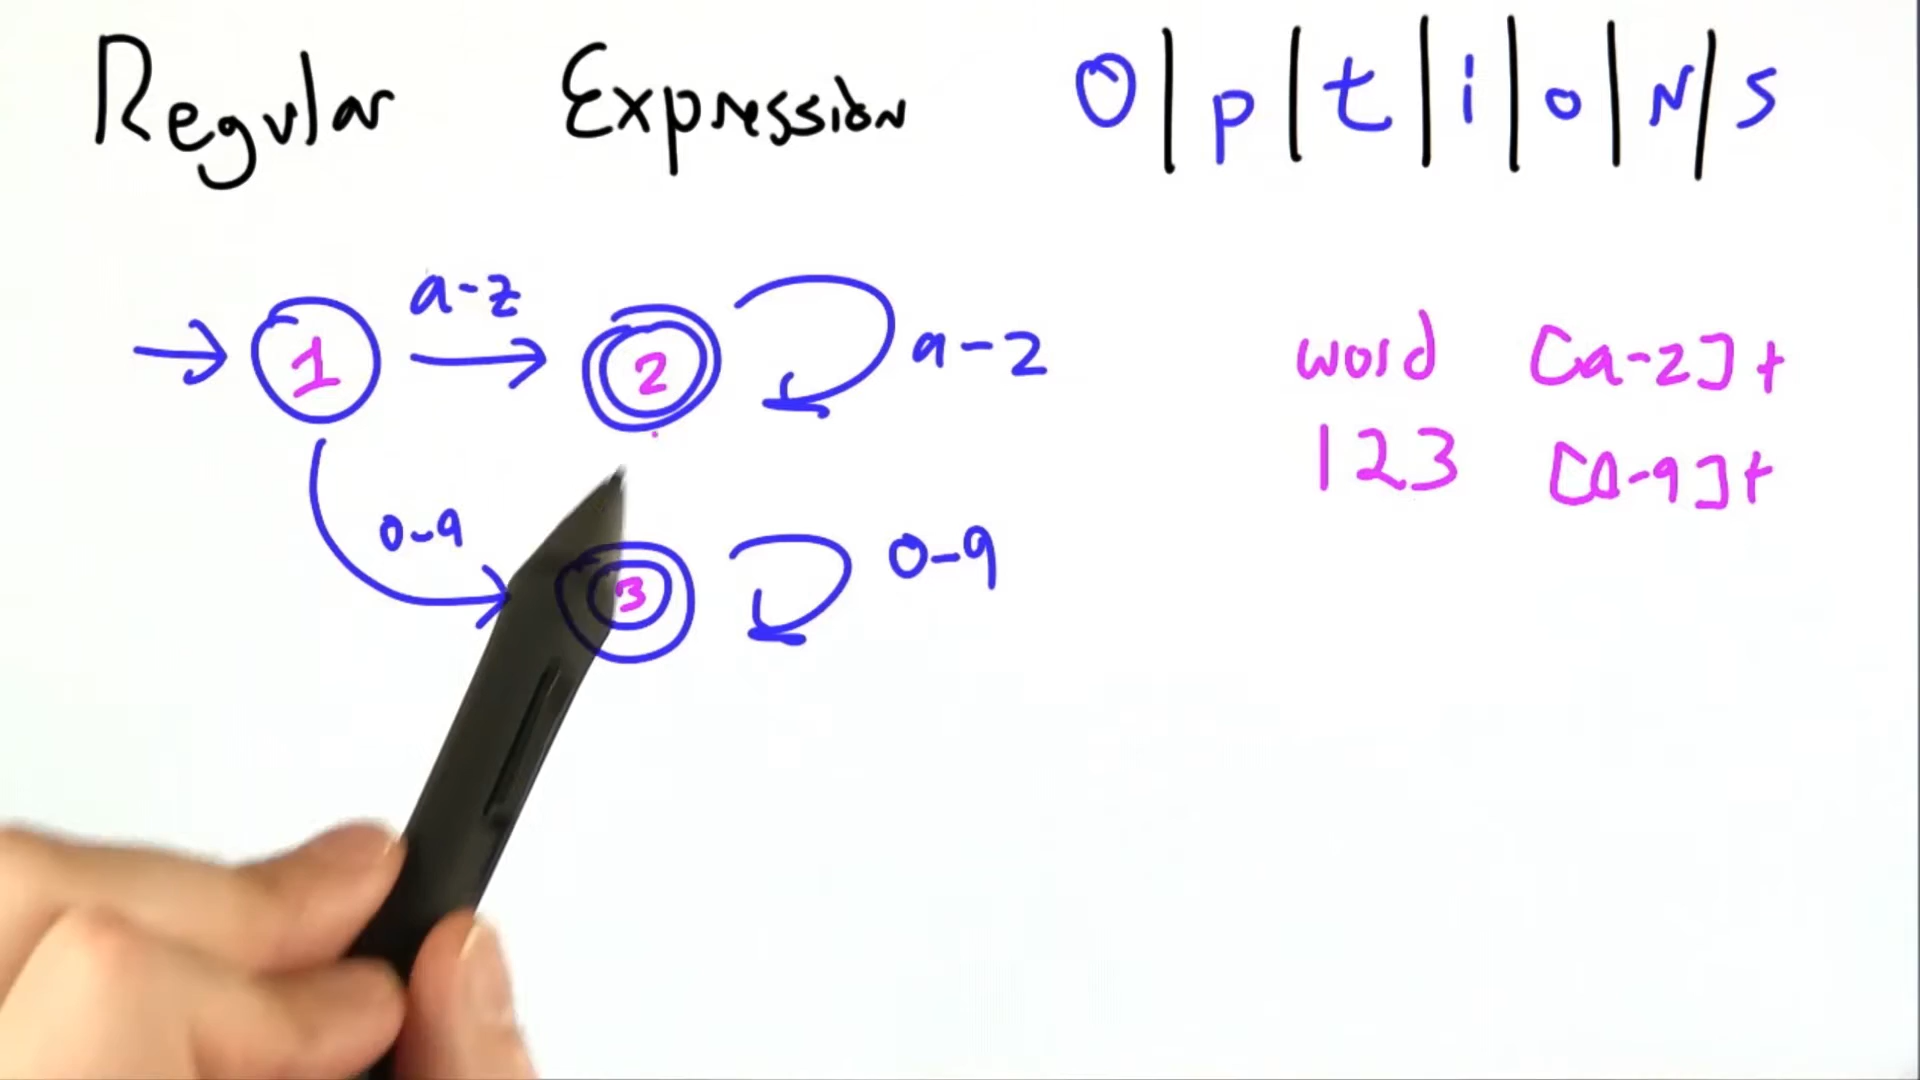 Regular Expression O|p|t|i|o|N|s
a-z
1 2 a-z
word [a-z]+
123 [0-9]+
0-9 3 0-9